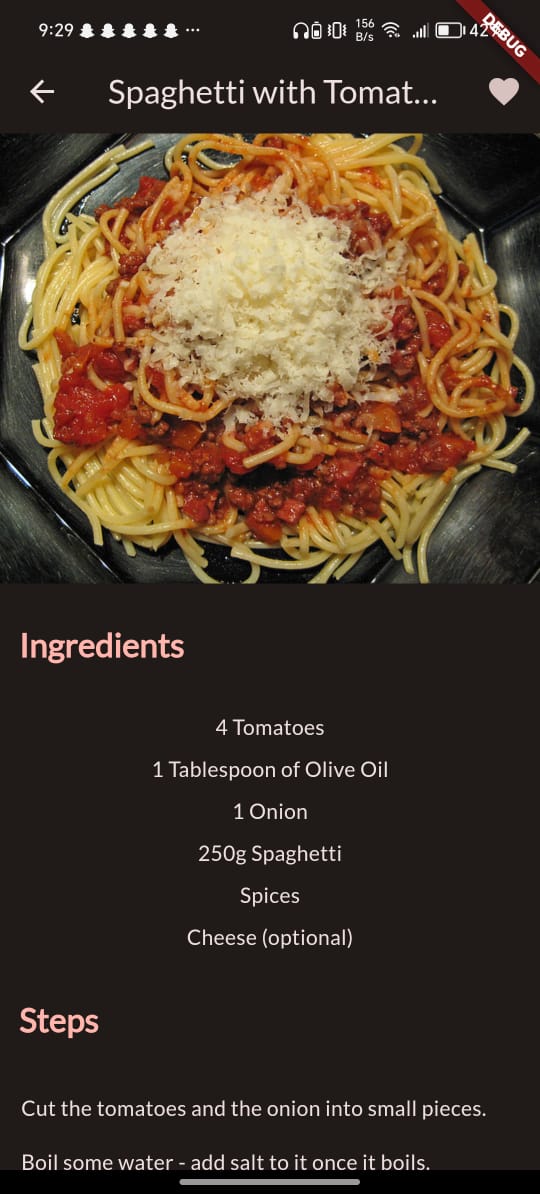 9:29 ... 156 B/s 42
DEBUG
Spaghetti with Tomat...
Ingredients
4 Tomatoes
1 Tablespoon of Olive Oil
1 Onion
250g Spaghetti
Spices
Cheese (optional)
Steps
Cut the tomatoes and the onion into small pieces.
Boil some water - add salt to it once it boils.